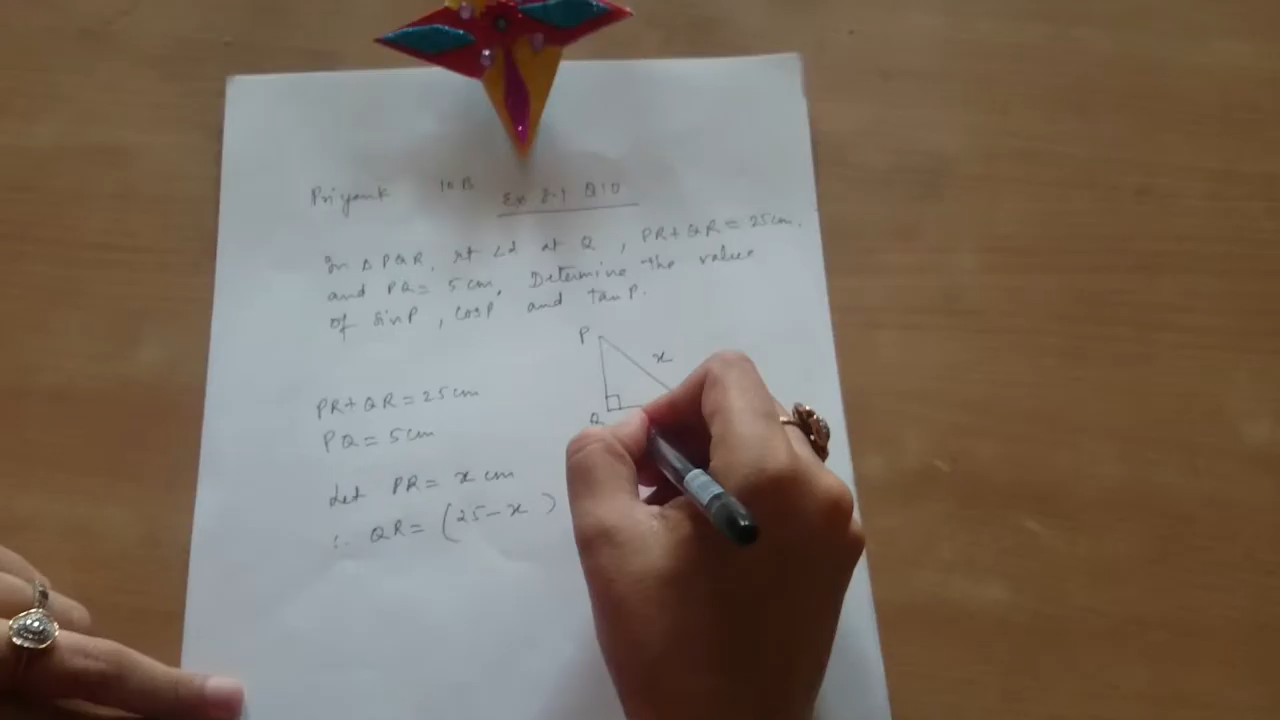 Priyank 10 B Ex 8.1 Q10
In Δ PQR, rt ∠d at Q, PR + QR = 25 cm.
and PQ = 5 cm, Determine the value
of sin P, cos P and tan P.
P
x
Q
PR + QR = 25 cm
PQ = 5 cm
Let PR = x cm
∴ QR = (25 - x)